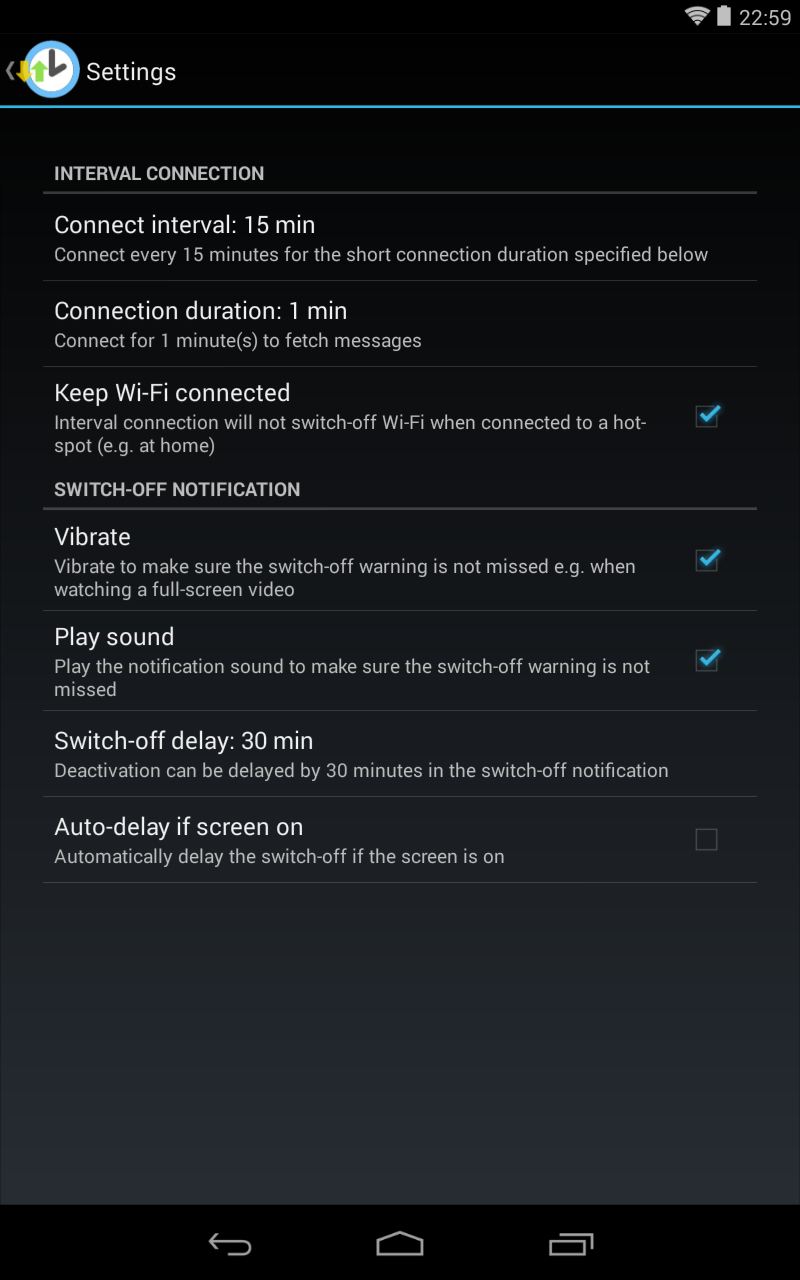 22:59
Settings
INTERVAL CONNECTION
Connect interval: 15 min
Connect every 15 minutes for the short connection duration specified below
Connection duration: 1 min
Connect for 1 minute(s) to fetch messages
Keep Wi-Fi connected
Interval connection will not switch-off Wi-Fi when connected to a hot-
spot (e.g. at home)
SWITCH-OFF NOTIFICATION
Vibrate
Vibrate to make sure the switch-off warning is not missed e.g. when
watching a full-screen video
Play sound
Play the notification sound to make sure the switch-off warning is not
missed
Switch-off delay: 30 min
Deactivation can be delayed by 30 minutes in the switch-off notification
Auto-delay if screen on
Automatically delay the switch-off if the screen is on